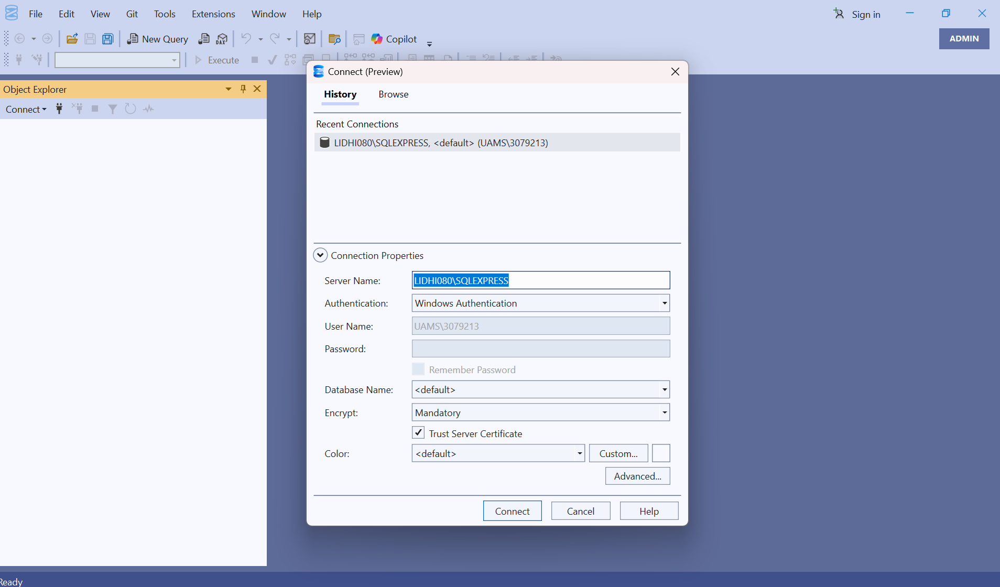 File Edit View Git Tools Extensions Window Help Sign in
New Query DAX Copilot ADMIN
Execute
Object Explorer
Connect
Connect (Preview)
History Browse
Recent Connections
LIDHI080\SQLEXPRESS, <default> (UAMS\3079213)
Connection Properties
Server Name: LIDHI080\SQLEXPRESS
Authentication: Windows Authentication
User Name: UAMS\3079213
Password:
Remember Password
Database Name: <default>
Encrypt: Mandatory
Trust Server Certificate
Color: <default> Custom...
Advanced...
Connect Cancel Help
Ready